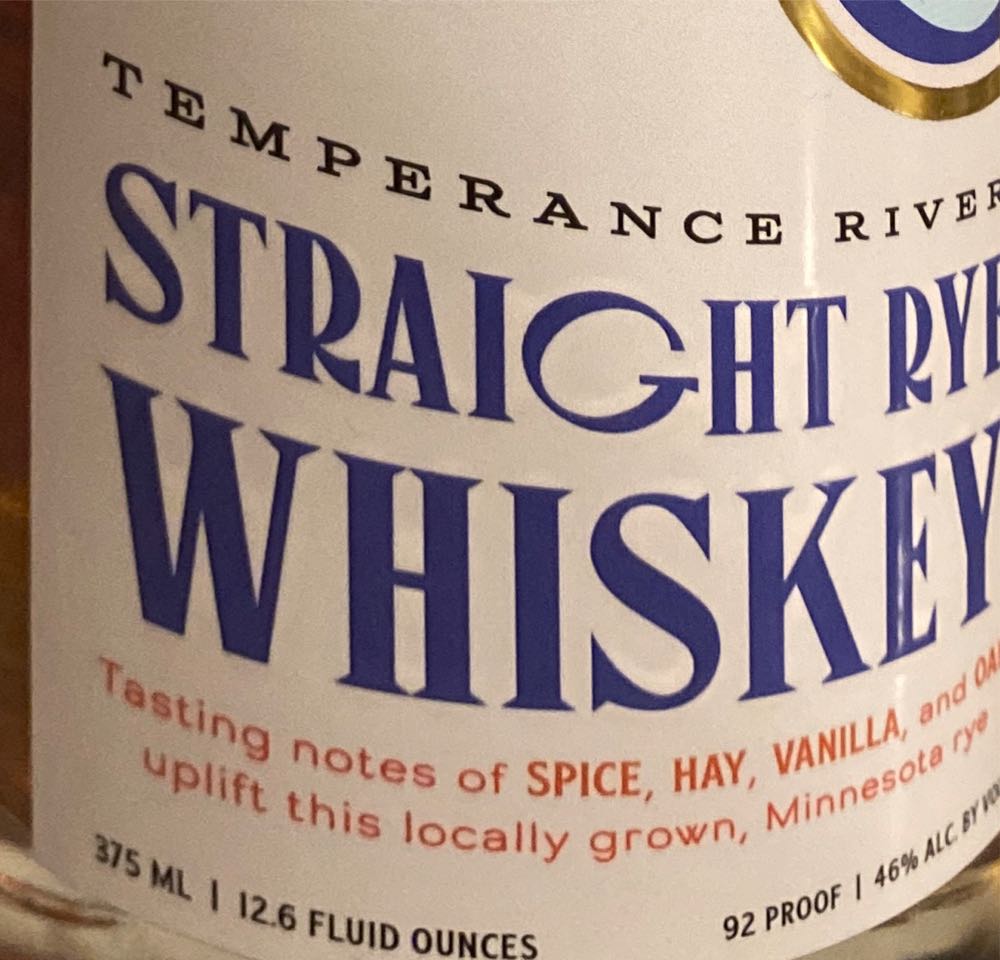 TEMPERANCE RIVER
STRAIGHT RYE
WHISKEY
Tasting notes of SPICE, HAY, VANILLA, and
uplift this locally grown, Minnesota rye
375 ML | 12.6 FLUID OUNCES
92 PROOF | 46% ALC. BY